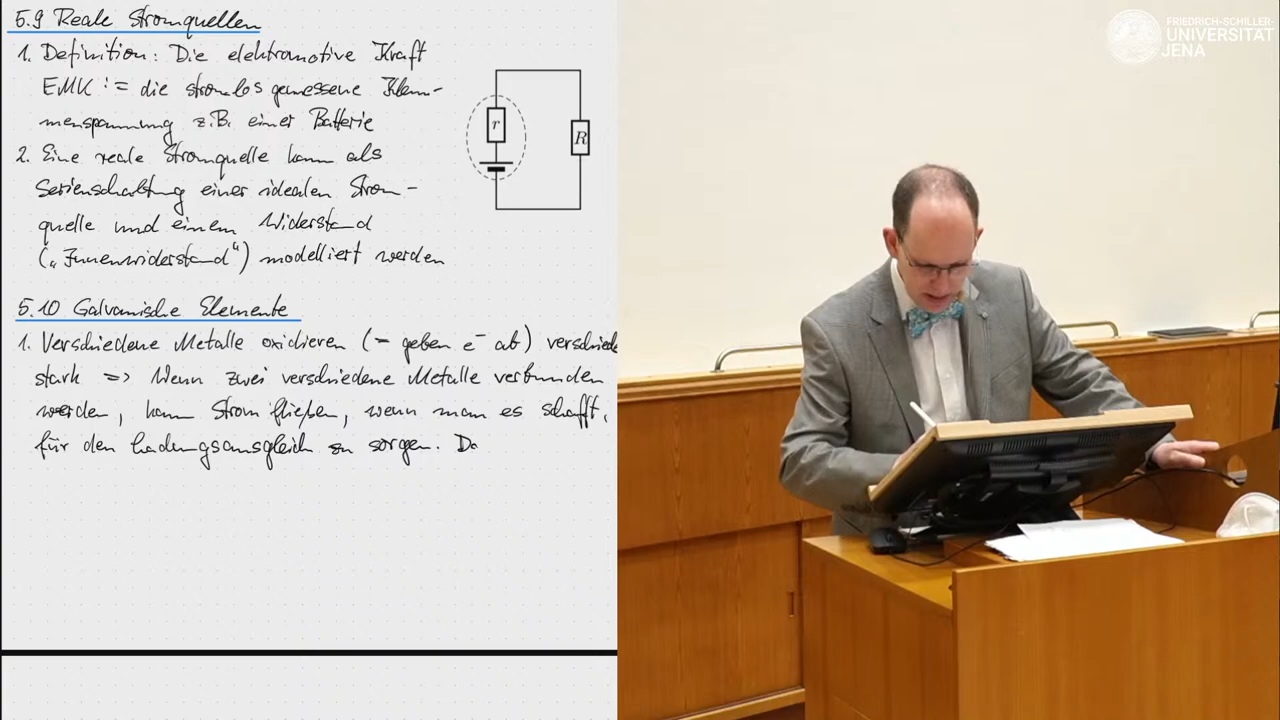 5.9 Reale Stromquellen
1. Definition: Die elektromotive Kraft
EMK := die stromlos gemessene Klem-
menspannung z.B. einer Batterie
2. Eine reale Stromquelle kann als
Serienschaltung einer idealen Strom-
quelle und einem Widerstand
(„Innenwiderstand“) modelliert werden
r
R
5.10 Galvanische Elemente
1. Verschiedene Metalle oxidieren (= geben e⁻ ab) verschiede
stark => Wenn zwei verschiedene Metalle verbunden
werden, kann Strom fließen, wenn man es schafft,
für den Ladungsausgleich zu sorgen. Da
FRIEDRICH-SCHILLER-
UNIVERSITÄT
JENA